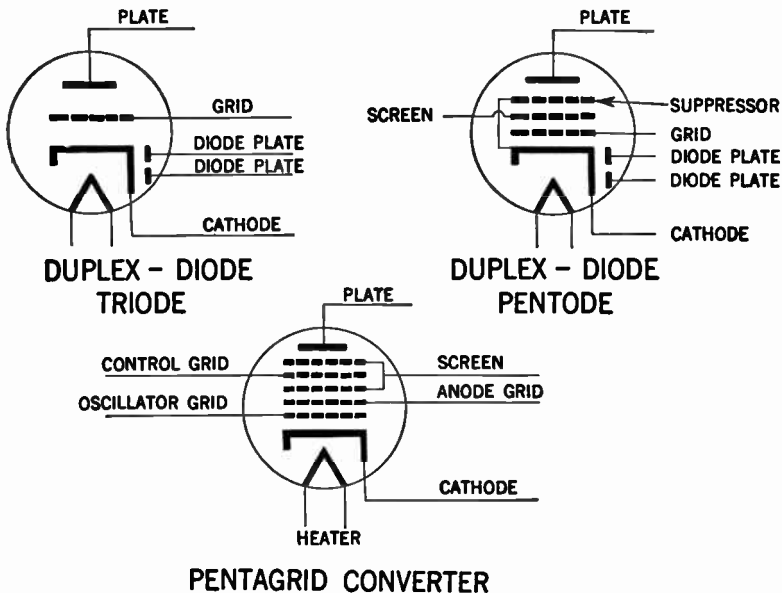 PLATE
GRID
DIODE PLATE
DIODE PLATE
CATHODE
DUPLEX - DIODE
TRIODE
PLATE
SCREEN
SUPPRESSOR
GRID
DIODE PLATE
DIODE PLATE
CATHODE
DUPLEX - DIODE
PENTODE
PLATE
CONTROL GRID
SCREEN
OSCILLATOR GRID
ANODE GRID
CATHODE
HEATER
PENTAGRID CONVERTER